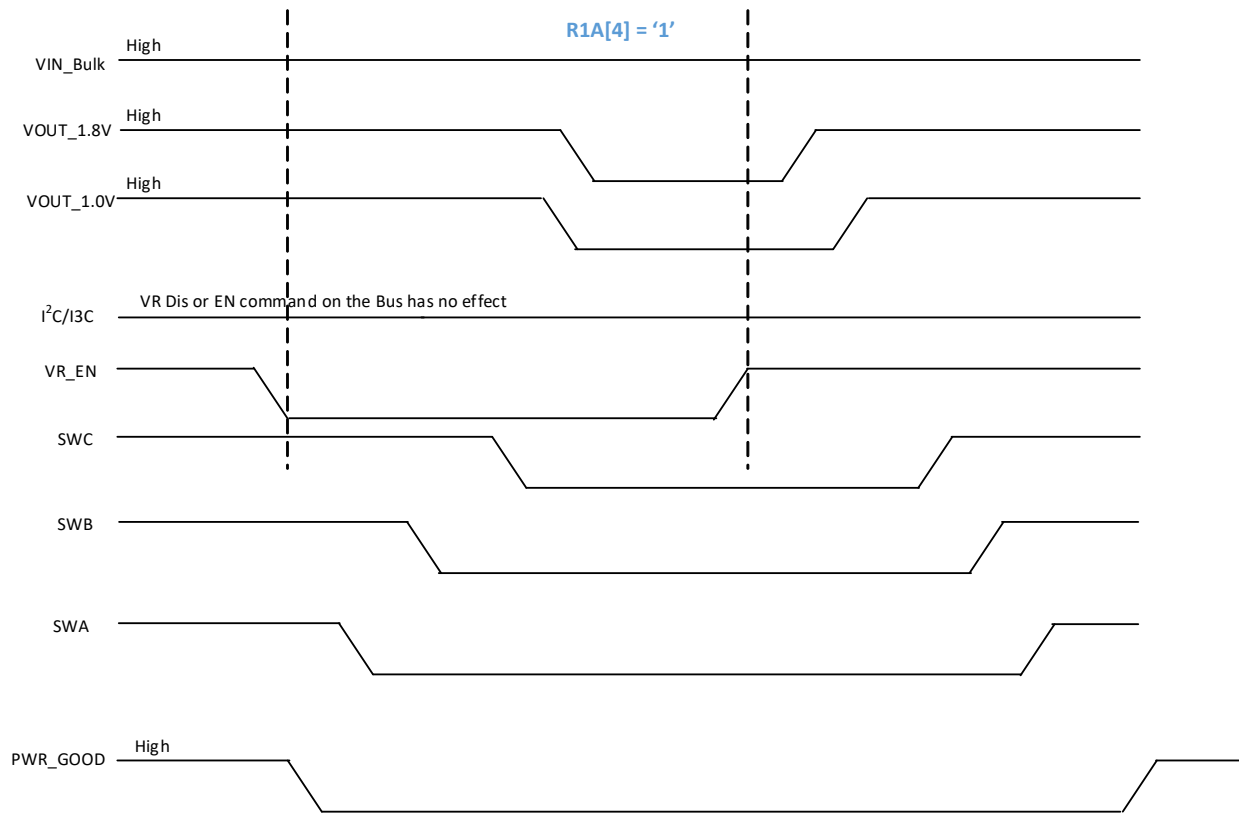 R1A[4] = ‘1’
High
VIN_Bulk
High
VOUT_1.8V
High
VOUT_1.0V
VR Dis or EN command on the Bus has no effect
I²C/I3C
VR_EN
SWC
SWB
SWA
High
PWR_GOOD